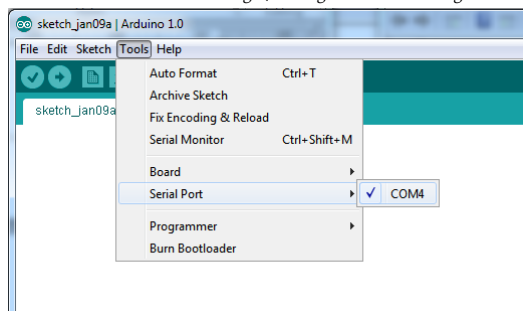 sketch_jan09a | Arduino 1.0
File Edit Sketch Tools Help
sketch_jan09a
Auto Format Ctrl+T
Archive Sketch
Fix Encoding & Reload
Serial Monitor Ctrl+Shift+M
Board
Serial Port
COM4
Programmer
Burn Bootloader